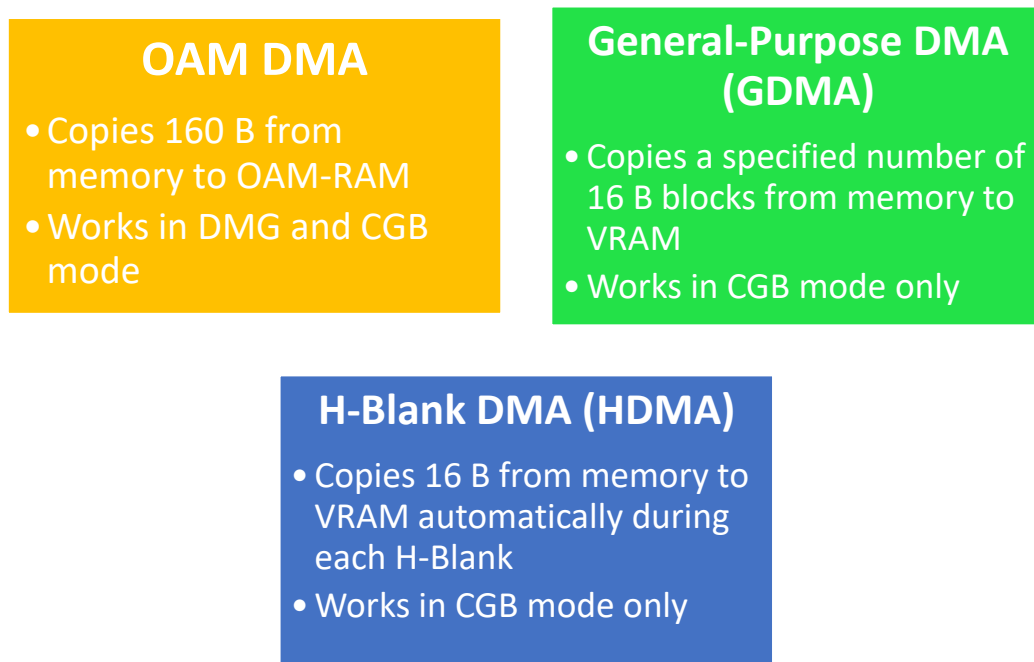 OAM DMA
• Copies 160 B from
memory to OAM-RAM
• Works in DMG and CGB
mode
General-Purpose DMA
(GDMA)
• Copies a specified number of
16 B blocks from memory to
VRAM
• Works in CGB mode only
H-Blank DMA (HDMA)
• Copies 16 B from memory to
VRAM automatically during
each H-Blank
• Works in CGB mode only